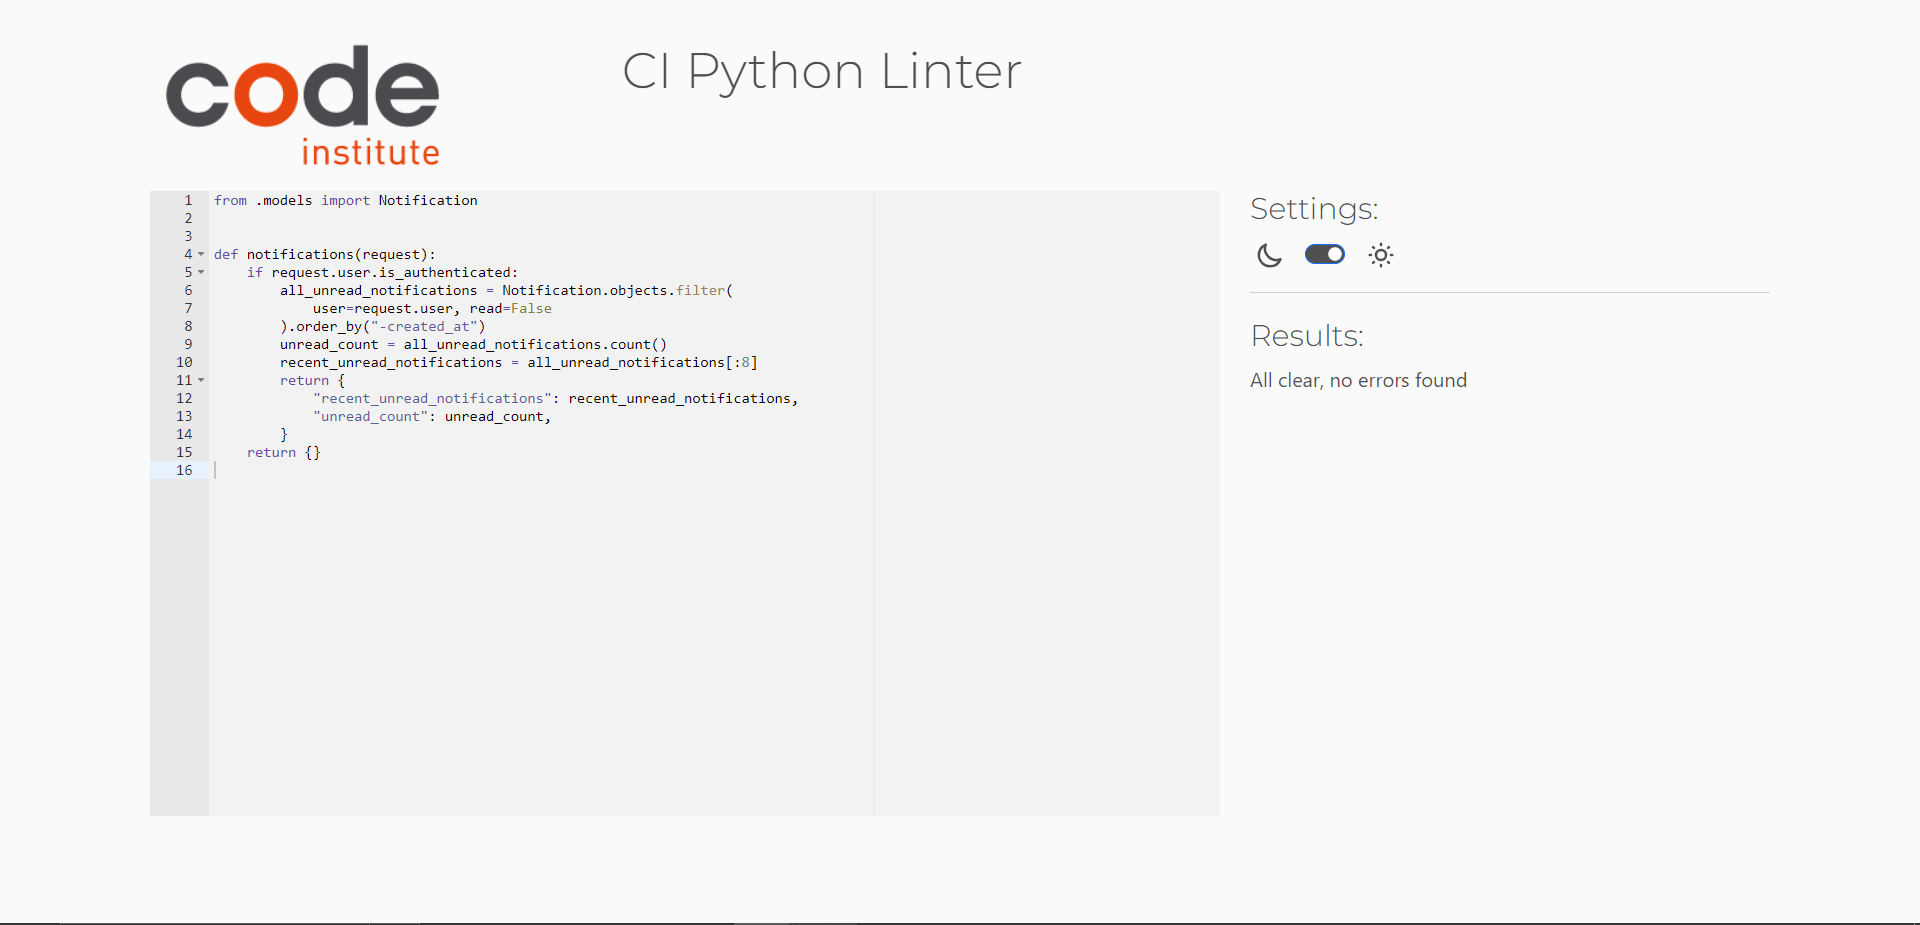 code
institute
CI Python Linter
1 from .models import Notification
2
3
4 def notifications(request):
5     if request.user.is_authenticated:
6         all_unread_notifications = Notification.objects.filter(
7             user=request.user, read=False
8         ).order_by("-created_at")
9         unread_count = all_unread_notifications.count()
10         recent_unread_notifications = all_unread_notifications[:8]
11         return {
12             "recent_unread_notifications": recent_unread_notifications,
13             "unread_count": unread_count,
14         }
15     return {}
16
Settings:
Results:
All clear, no errors found